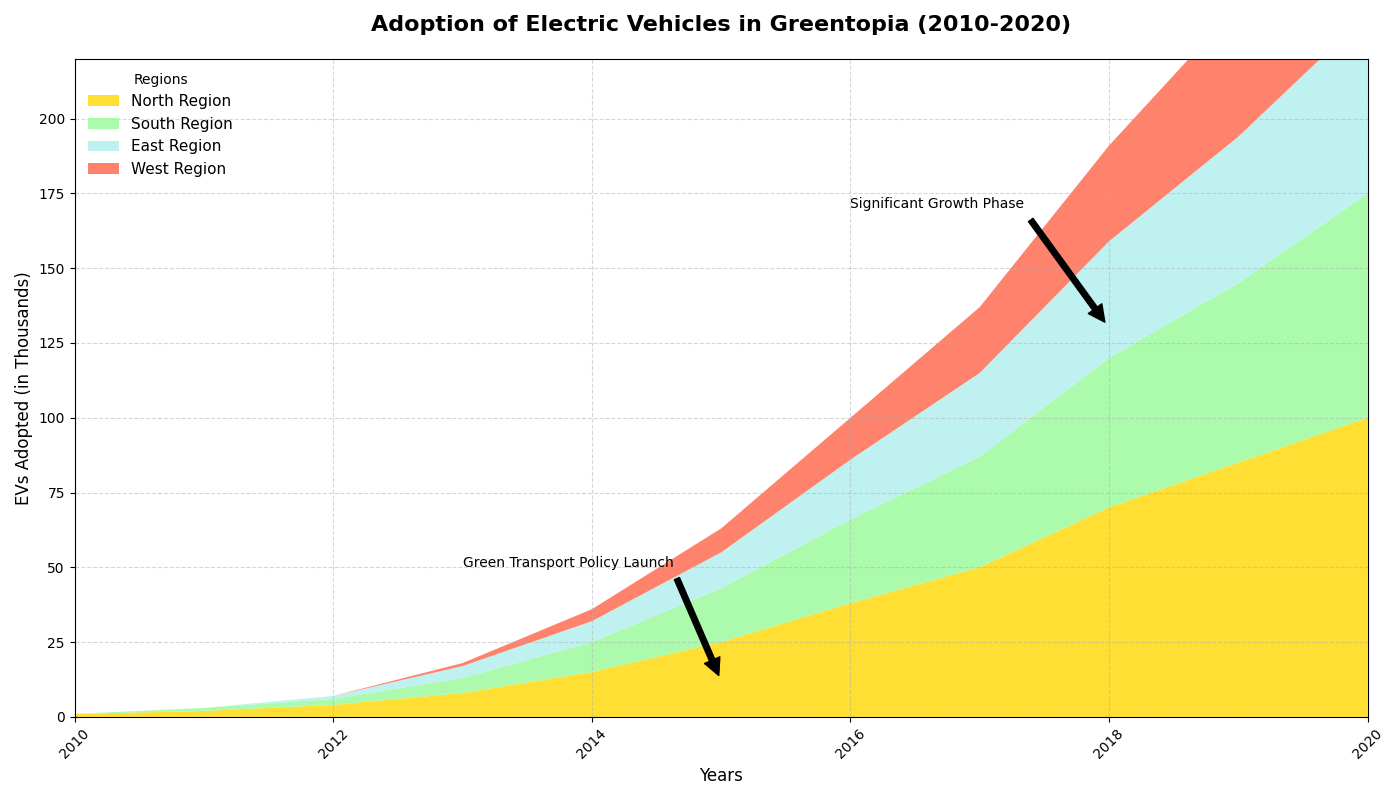 Adoption of Electric Vehicles in Greentopia (2010-2020)
Regions
North Region
South Region
East Region
West Region
200
175
150
125
100
75
50
25
0
EVs Adopted (in Thousands)
Significant Growth Phase
Green Transport Policy Launch
2010
2012
2014
2016
2018
2020
Years